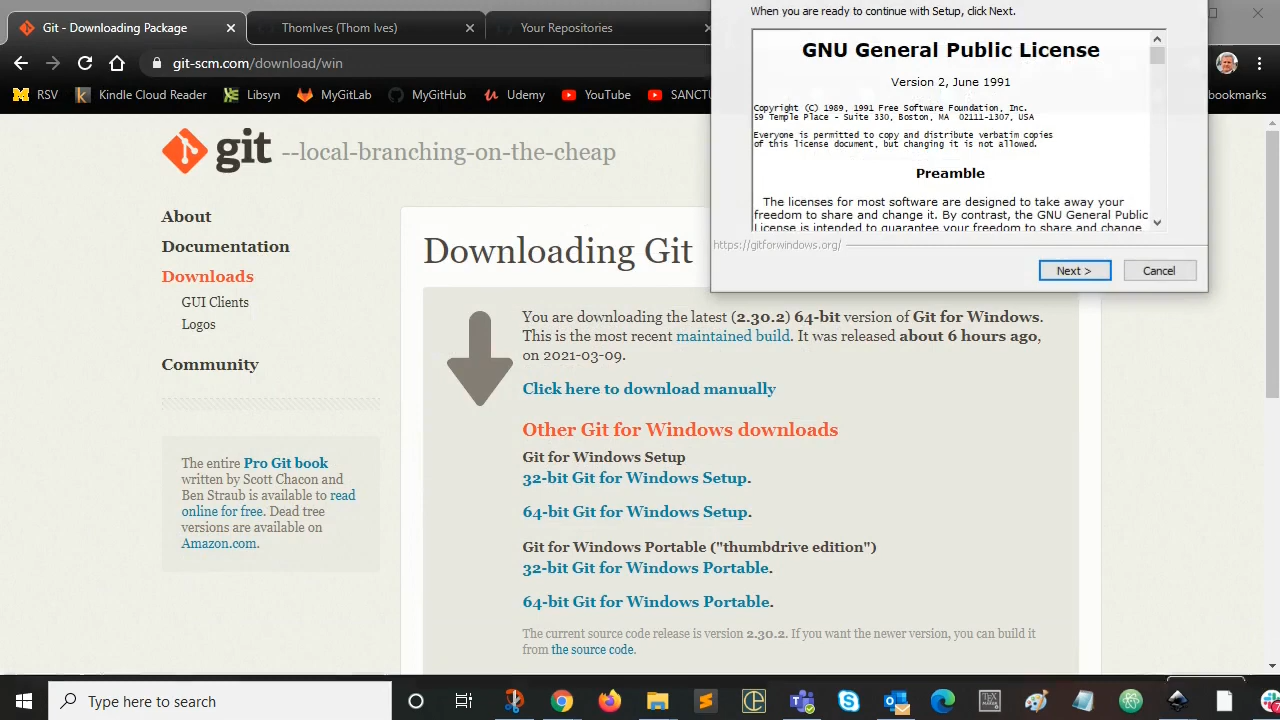 Git - Downloading Package
ThomIves (Thom Ives)
Your Repositories
git-scm.com/download/win
RSV
Kindle Cloud Reader
Libsyn
MyGitLab
MyGitHub
Udemy
YouTube
SANCTU
bookmarks
When you are ready to continue with Setup, click Next.
GNU General Public License
Version 2, June 1991
Copyright (C) 1989, 1991 Free Software Foundation, Inc.
59 Temple Place - Suite 330, Boston, MA 02111-1307, USA
Everyone is permitted to copy and distribute verbatim copies
of this license document, but changing it is not allowed.
Preamble
The licenses for most software are designed to take away your
freedom to share and change it. By contrast, the GNU General Public
License is intended to guarantee your freedom to share and change
https://gitforwindows.org/
Next >
Cancel
git --local-branching-on-the-cheap
About
Documentation
Downloads
GUI Clients
Logos
Community
The entire Pro Git book
written by Scott Chacon and
Ben Straub is available to read
online for free. Dead tree
versions are available on
Amazon.com.
Downloading Git
You are downloading the latest (2.30.2) 64-bit version of Git for Windows.
This is the most recent maintained build. It was released about 6 hours ago,
on 2021-03-09.
Click here to download manually
Other Git for Windows downloads
Git for Windows Setup
32-bit Git for Windows Setup.
64-bit Git for Windows Setup.
Git for Windows Portable ("thumbdrive edition")
32-bit Git for Windows Portable.
64-bit Git for Windows Portable.
The current source code release is version 2.30.2. If you want the newer version, you can build it
from the source code.
Type here to search